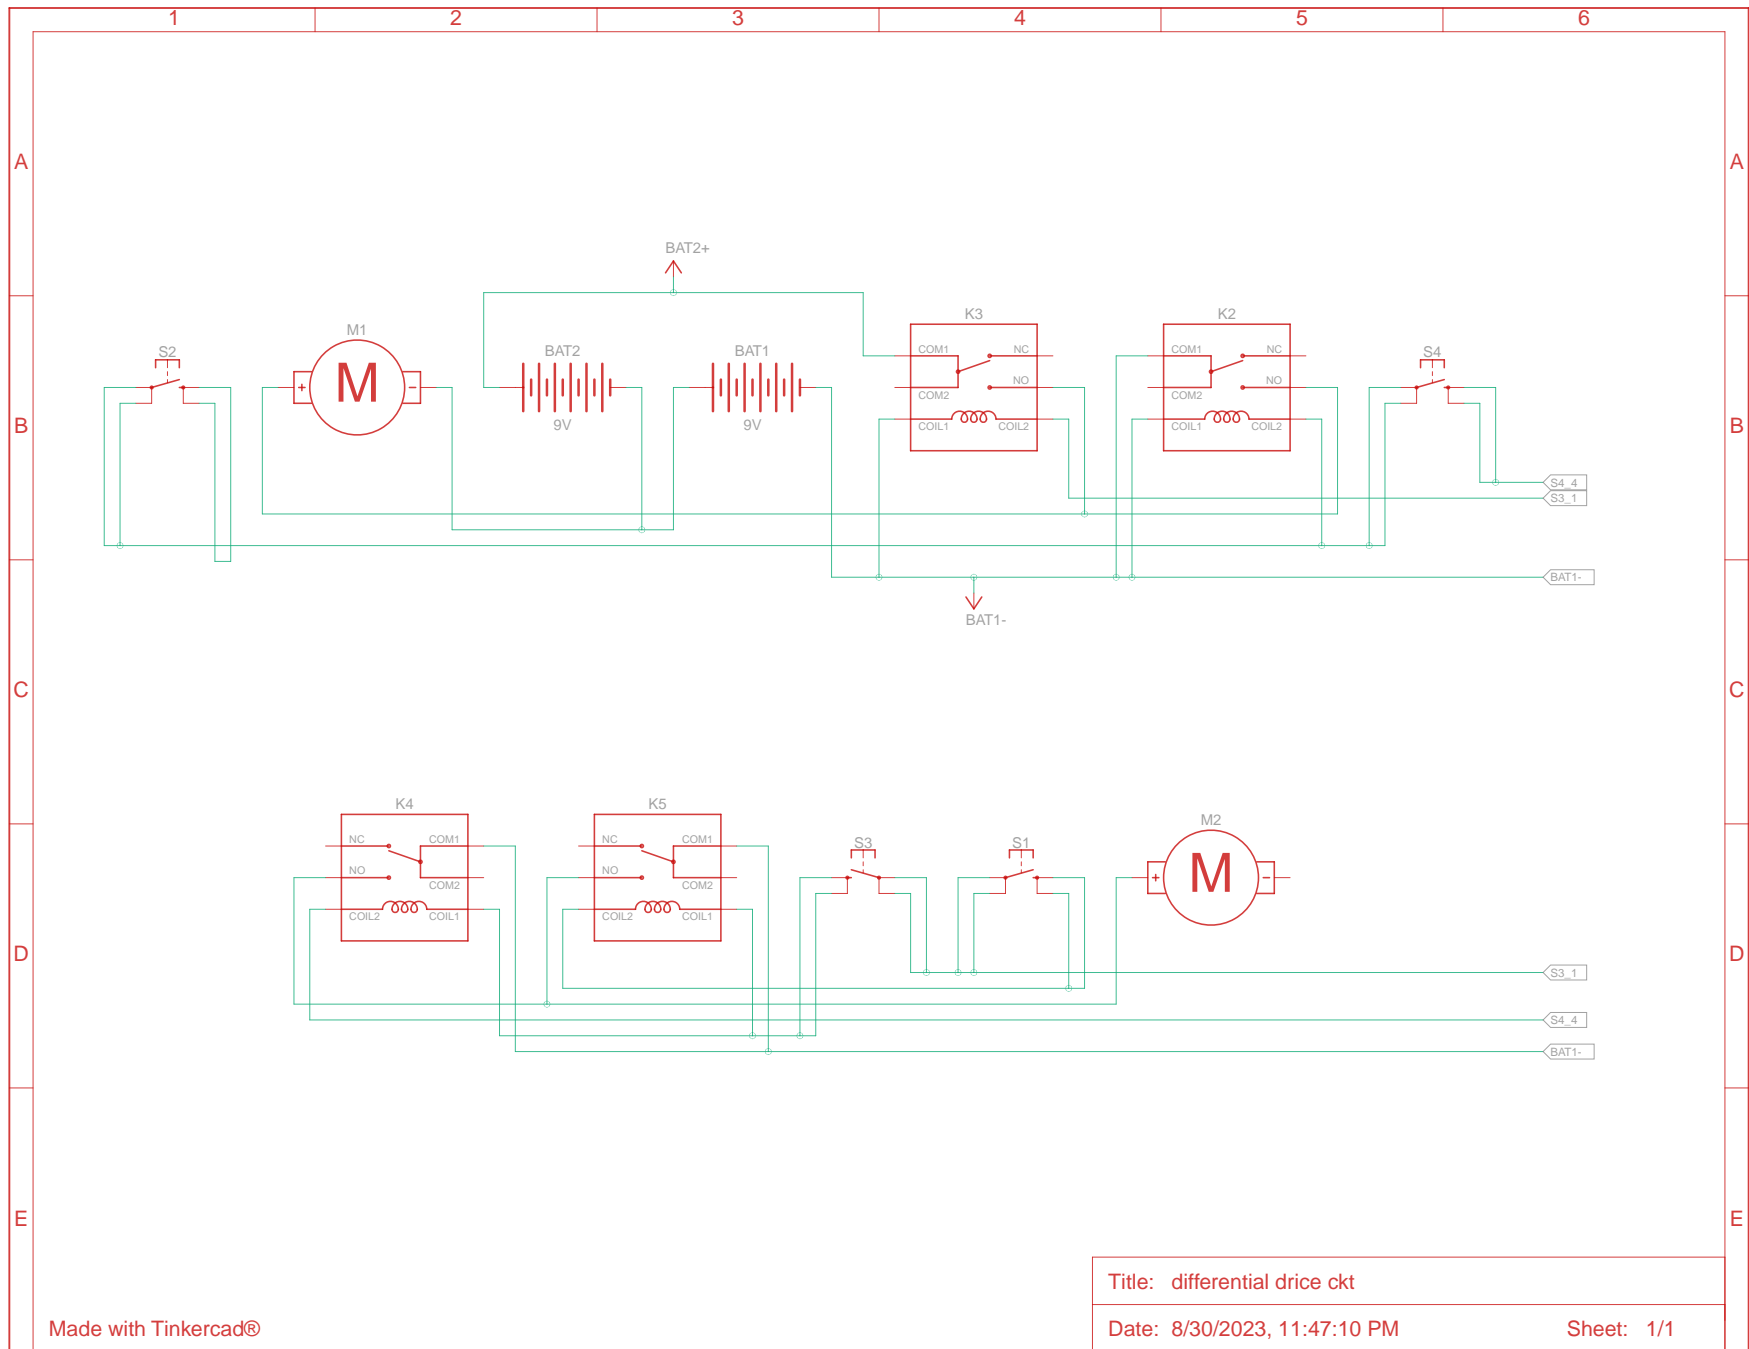 1 2 3 4 5 6
A A
BAT2+
K3 K2
M1
S2 BAT2 BAT1 S4
COM1 NC COM1 NC
M
+ -
NO NO
COM2 COM2
B 9V 9V COIL1 COIL2 COIL1 COIL2 B
S4_4
S3_1
BAT1-
BAT1-
C C
K4 K5
M2
NC COM1 NC COM1 S3 S1
NO NO
M
+ -
COM2 COM2
COIL2 COIL1 COIL2 COIL1
D D
S3_1
S4_4
BAT1-
E E
Title: differential drice ckt
Made with Tinkercad®
Date: 8/30/2023, 11:47:10 PM Sheet: 1/1